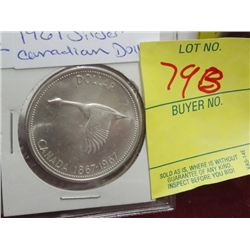 1967 Silver
Canadian Doll
DOLLAR
CANADA 1867-1967
LOT NO.
79B
BUYER NO.
SOLD AS IS, WHERE IS WITHOUT
GUARANTEE OF ANY KIND.
INSPECT BEFORE YOU BID!